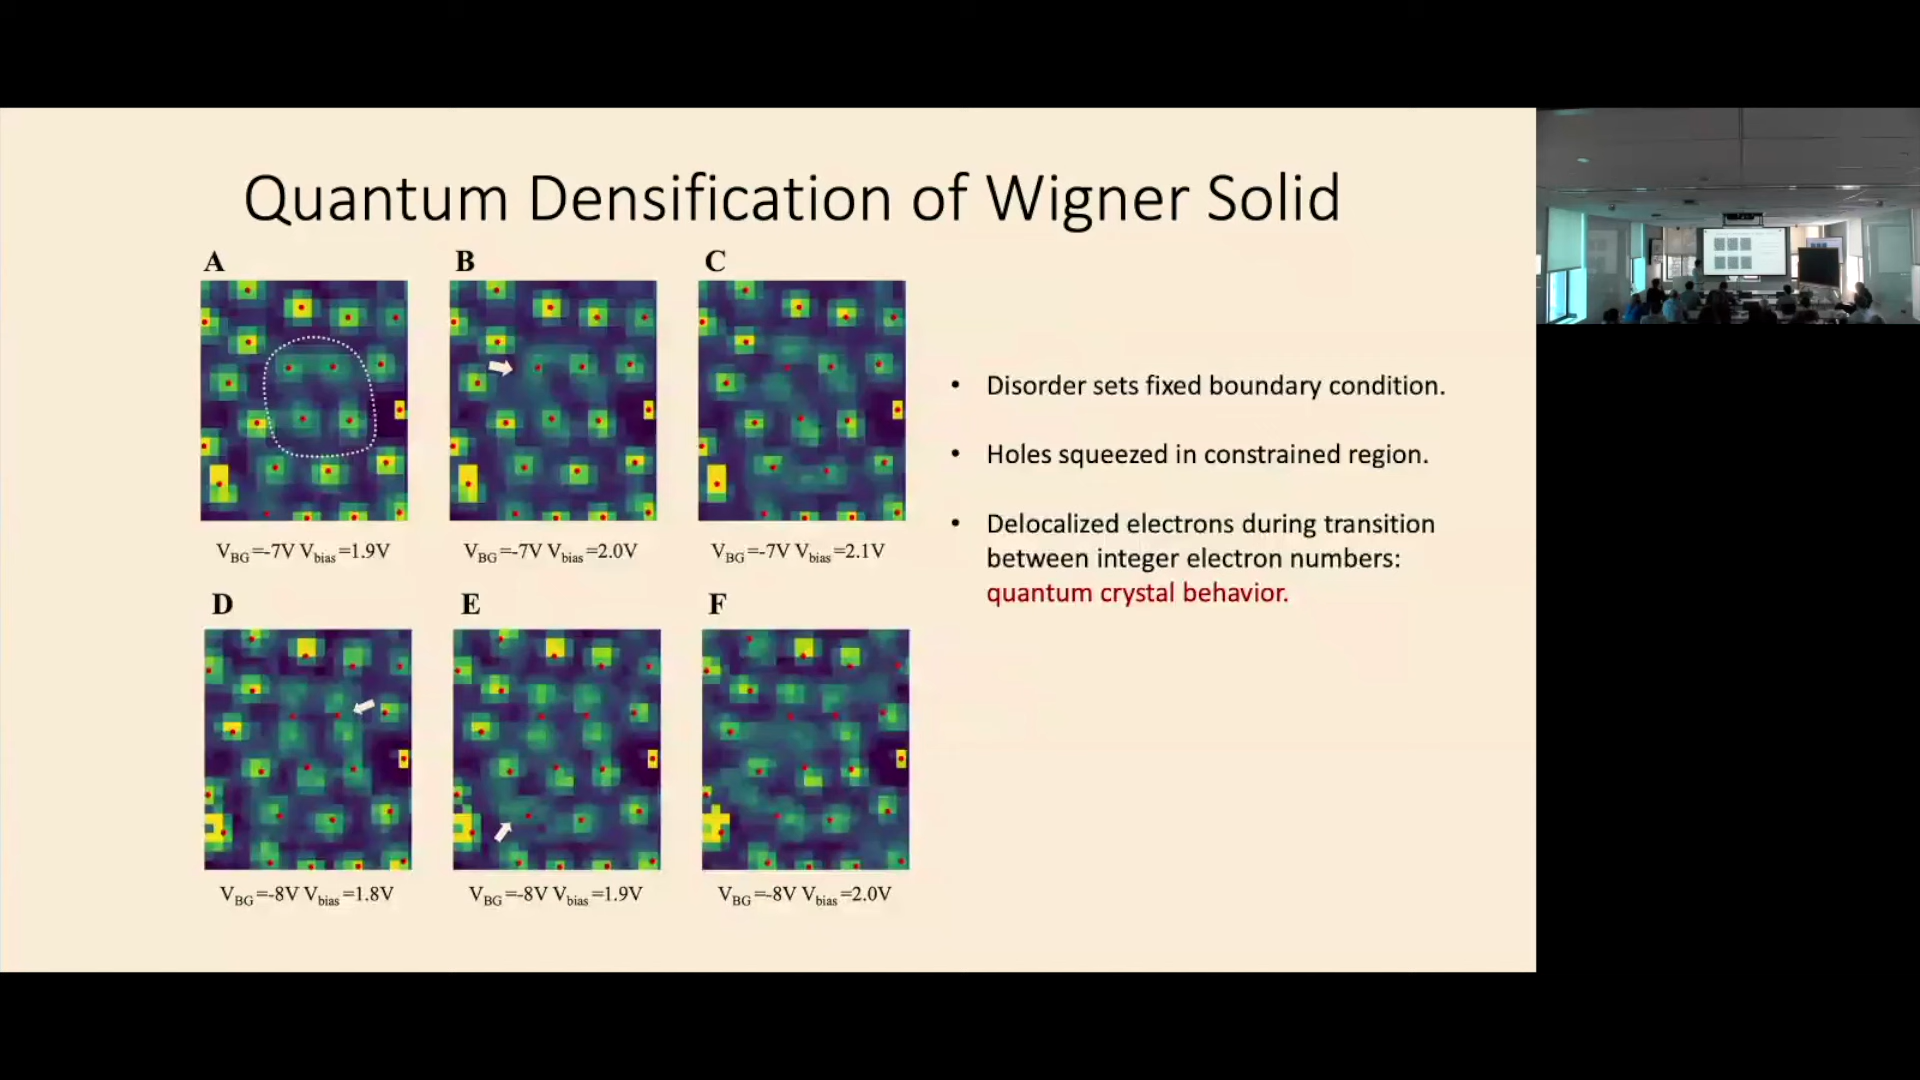 Quantum Densification of Wigner Solid
A
B
C
V_BG=-7V V_bias=1.9V
V_BG=-7V V_bias=2.0V
V_BG=-7V V_bias=2.1V
D
E
F
V_BG=-8V V_bias=1.8V
V_BG=-8V V_bias=1.9V
V_BG=-8V V_bias=2.0V
• Disorder sets fixed boundary condition.
• Holes squeezed in constrained region.
• Delocalized electrons during transition
between integer electron numbers:
quantum crystal behavior.